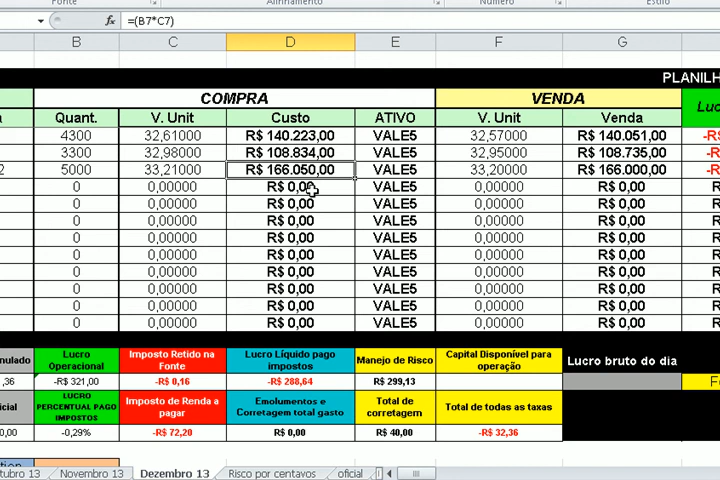 Fonte Alinhamento Número Estilo
fx =(B7*C7)
B C D E F G
PLANILH
COMPRA VENDA Luc
a Quant. V. Unit Custo ATIVO V. Unit Venda
4300 32,61000 R$ 140.223,00 VALE5 32,57000 R$ 140.051,00 -R$
3300 32,98000 R$ 108.834,00 VALE5 32,95000 R$ 108.735,00 -R$
2 5000 33,21000 R$ 166.050,00 VALE5 33,20000 R$ 166.000,00 -R$
0 0,00000 R$ 0,00 VALE5 0,00000 R$ 0,00 R
0 0,00000 R$ 0,00 VALE5 0,00000 R$ 0,00 R
0 0,00000 R$ 0,00 VALE5 0,00000 R$ 0,00 R
0 0,00000 R$ 0,00 VALE5 0,00000 R$ 0,00 R
0 0,00000 R$ 0,00 VALE5 0,00000 R$ 0,00 R
0 0,00000 R$ 0,00 VALE5 0,00000 R$ 0,00 R
0 0,00000 R$ 0,00 VALE5 0,00000 R$ 0,00 R
0 0,00000 R$ 0,00 VALE5 0,00000 R$ 0,00 R
0 0,00000 R$ 0,00 VALE5 0,00000 R$ 0,00 R
nulado Lucro Operacional Imposto Retido na Fonte Lucro Líquido pago impostos Manejo de Risco Capital Disponível para operação Lucro bruto do dia
,36 -R$ 321,00 -R$ 0,16 -R$ 288,64 R$ 299,13 Fe
icial LUCRO PERCENTUAL PAGO IMPOSTOS Imposto de Renda a pagar Emolumentos e Corretagem total gasto Total de corretagem Total de todas as taxas
0,00 -0,29% -R$ 72,20 R$ 0,00 R$ 40,00 -R$ 32,36
tion
tubro 13 Novembro 13 Dezembro 13 Risco por centavos oficial